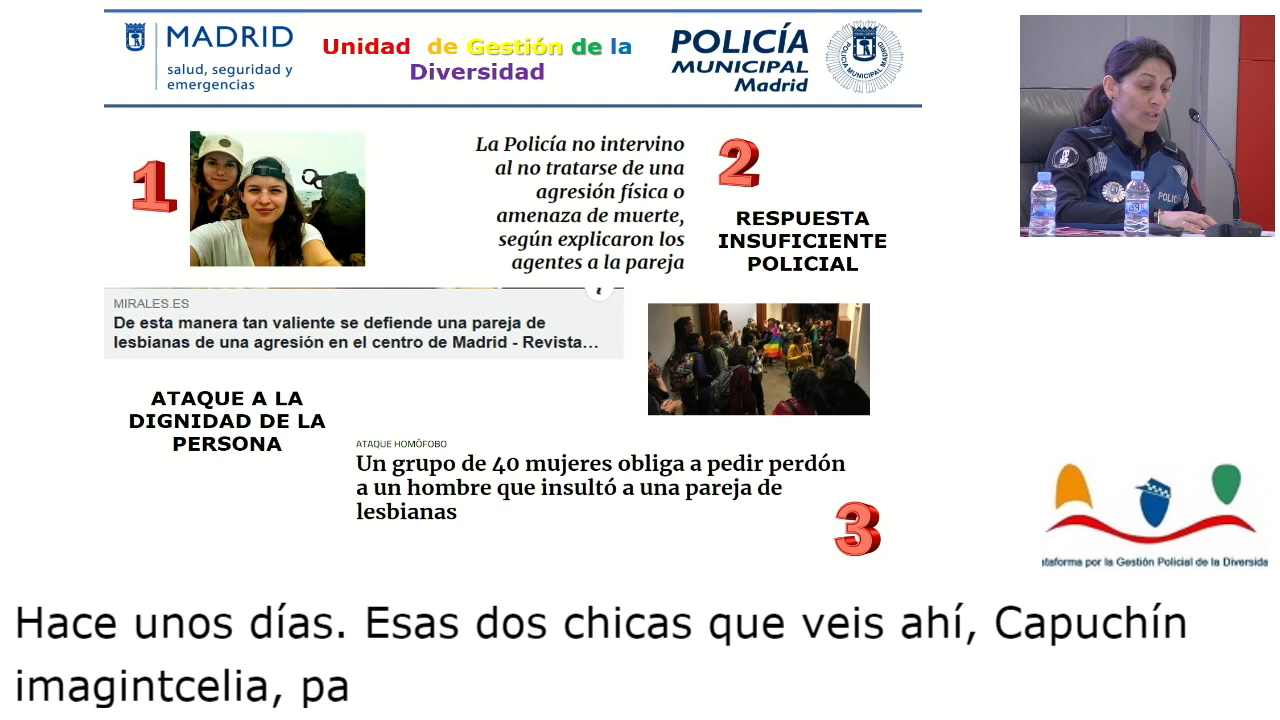 MADRID
salud, seguridad y
emergencias
Unidad de Gestión de la
Diversidad
POLICÍA
MUNICIPAL
Madrid
POLICÍA MUNICIPAL MADRID
1
La Policía no intervino
al no tratarse de una
agresión física o
amenaza de muerte,
según explicaron los
agentes a la pareja
2
RESPUESTA
INSUFICIENTE
POLICIAL
MIRALES.ES
De esta manera tan valiente se defiende una pareja de
lesbianas de una agresión en el centro de Madrid - Revista…
ATAQUE A LA
DIGNIDAD DE LA
PERSONA
ATAQUE HOMÓFOBO
Un grupo de 40 mujeres obliga a pedir perdón
a un hombre que insultó a una pareja de
lesbianas
3
POLICÍA
ataforma por la Gestión Policial de la Diversida
Hace unos días. Esas dos chicas que veis ahí, Capuchín
imagintcelia, pa